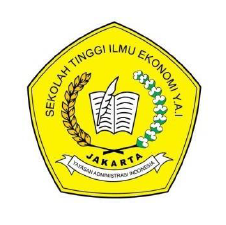 SEKOLAH TINGGI ILMU EKONOMI Y.A.I
JAKARTA
YAYASAN ADMINISTRASI INDONESIA